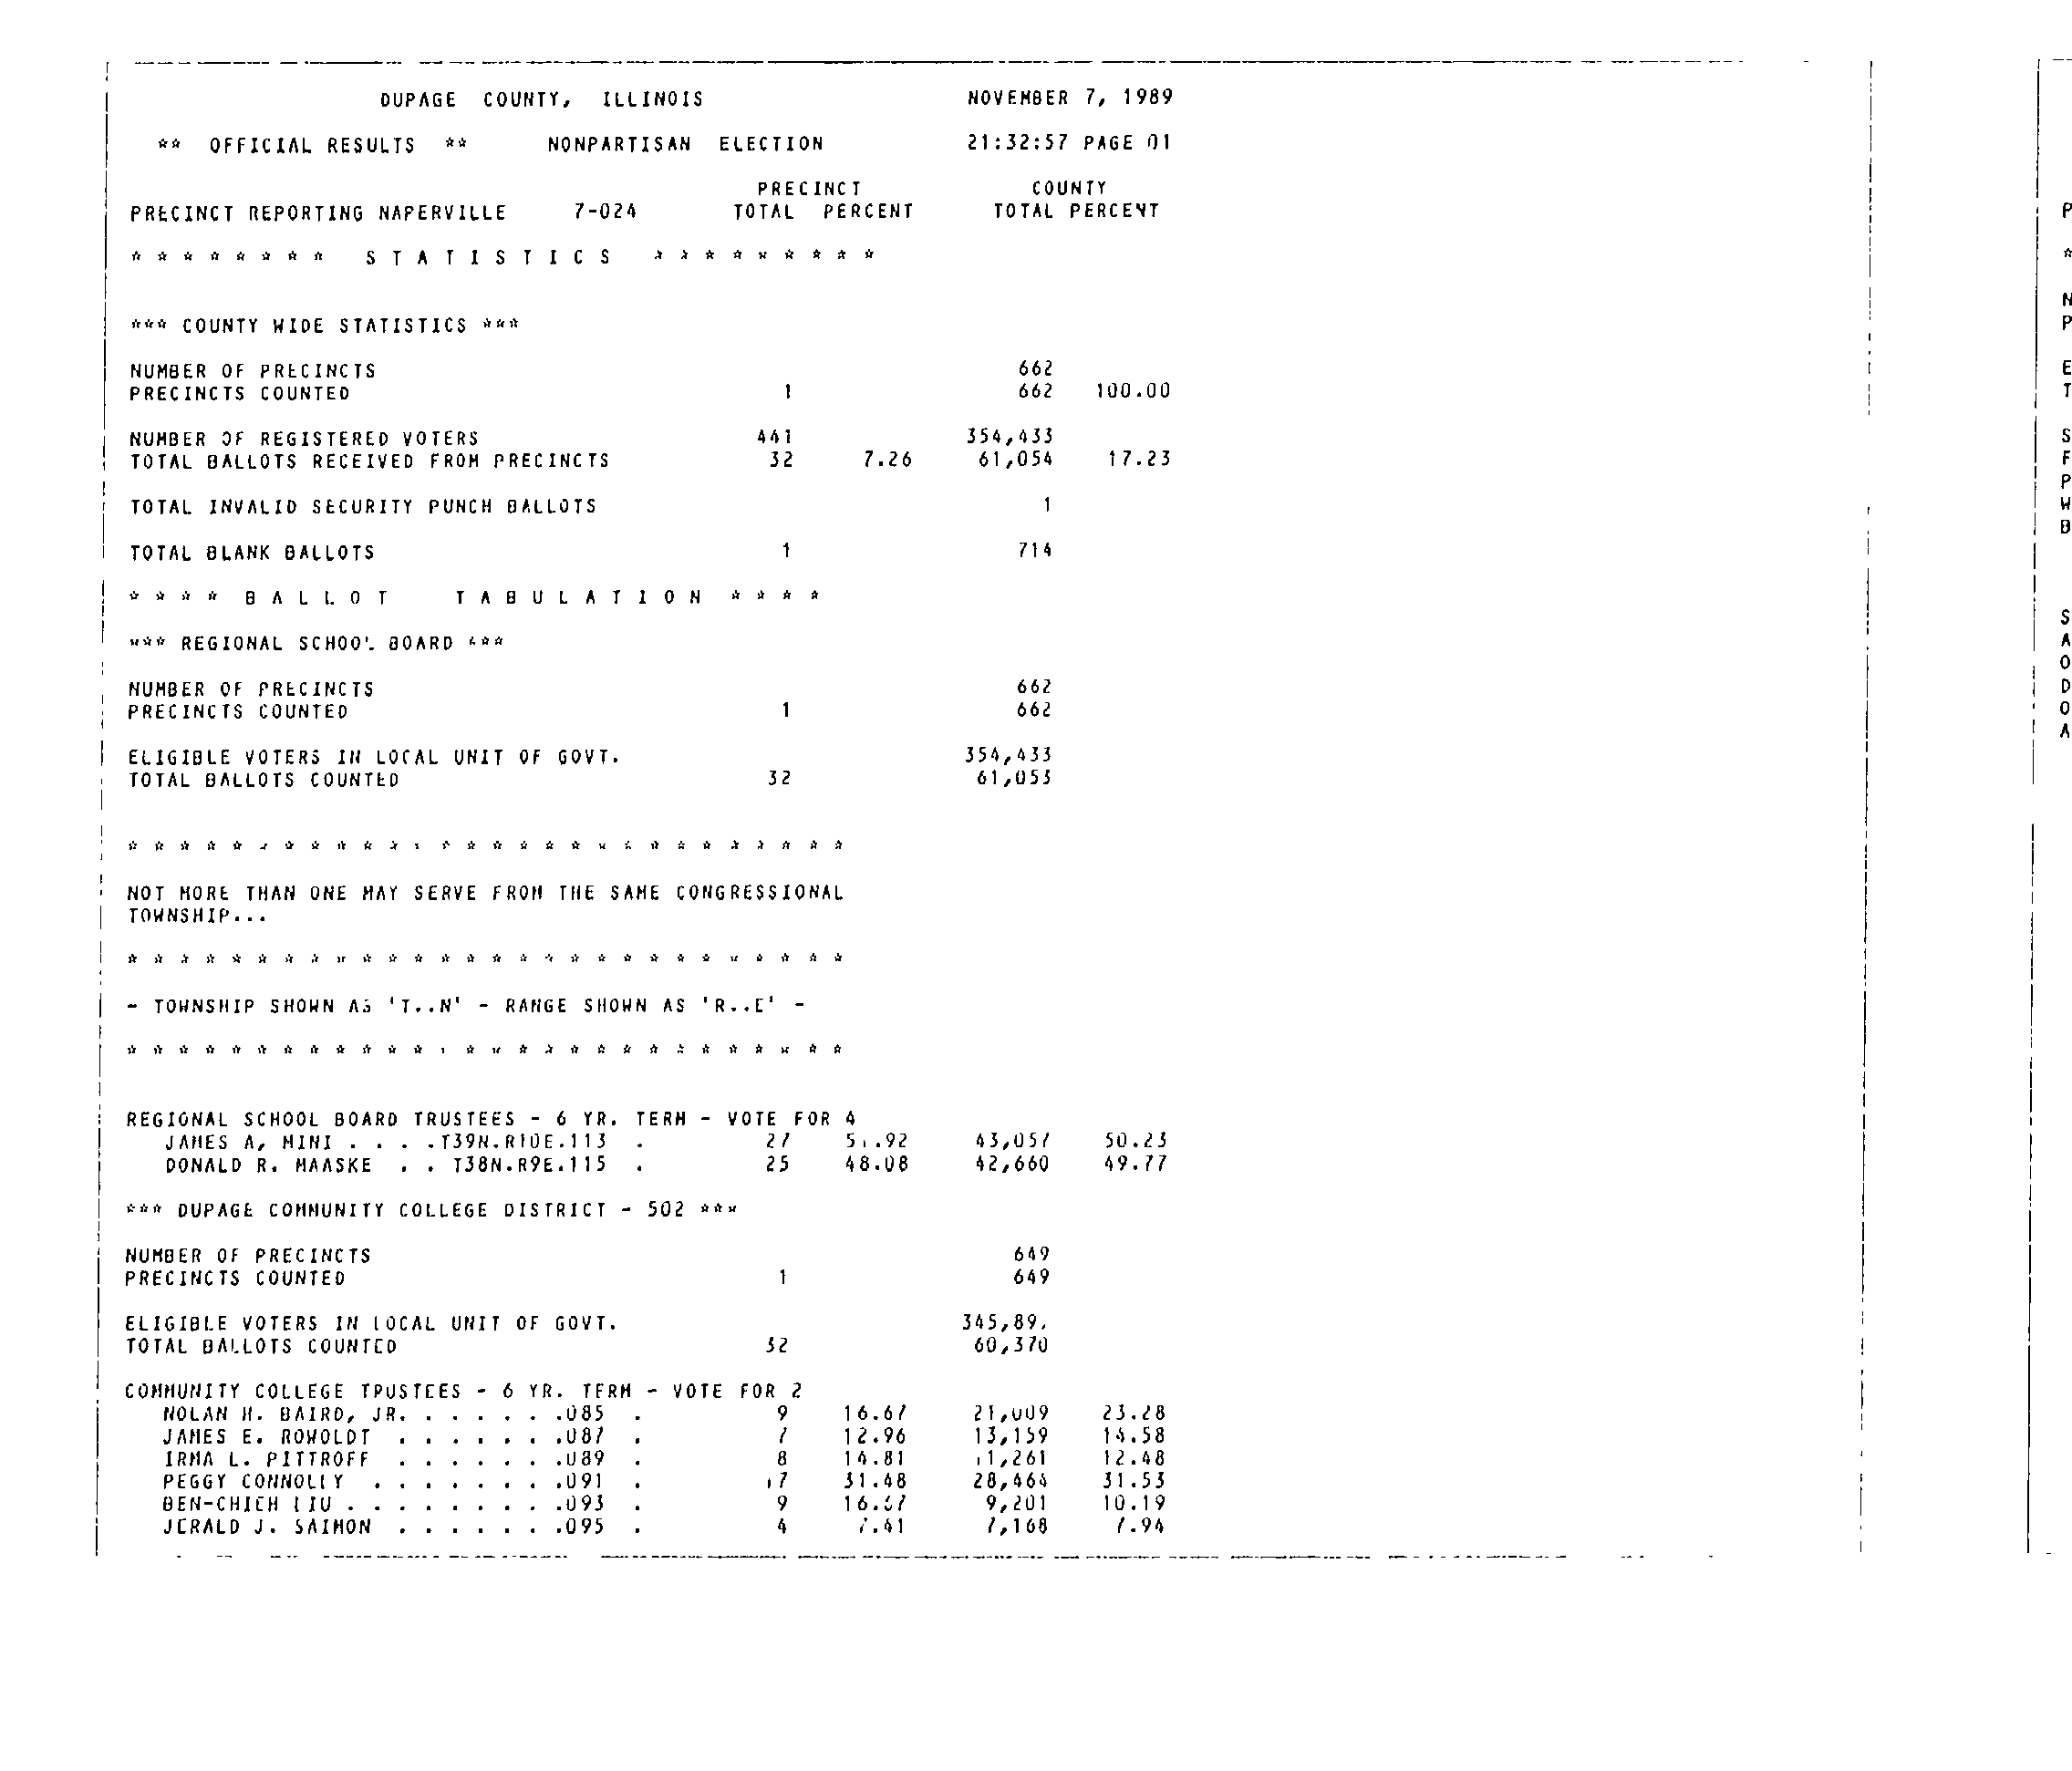 DUPAGE COUNTY, ILLINOIS NOVEMBER 7, 1989
** OFFICIAL RESULTS ** NONPARTISAN ELECTION 21:32:57 PAGE 01
PRECINCT COUNTY
PRECINCT REPORTING NAPERVILLE 7-024 TOTAL PERCENT TOTAL PERCENT
* * * * * * * * S T A T I S T I C S * * * * * * * * *
*** COUNTY WIDE STATISTICS ***
NUMBER OF PRECINCTS 662
PRECINCTS COUNTED 1 662 100.00
NUMBER OF REGISTERED VOTERS 441 354,433
TOTAL BALLOTS RECEIVED FROM PRECINCTS 32 7.26 61,054 17.23
TOTAL INVALID SECURITY PUNCH BALLOTS 1
TOTAL BLANK BALLOTS 1 714
* * * * B A L L O T T A B U L A T I O N * * * *
*** REGIONAL SCHOOL BOARD ***
NUMBER OF PRECINCTS 662
PRECINCTS COUNTED 1 662
ELIGIBLE VOTERS IN LOCAL UNIT OF GOVT. 354,433
TOTAL BALLOTS COUNTED 32 61,053
* * * * * * * * * * * * * * * * * * * * * * * * * * * *
NOT MORE THAN ONE MAY SERVE FROM THE SAME CONGRESSIONAL
TOWNSHIP...
* * * * * * * * * * * * * * * * * * * * * * * * * * * *
- TOWNSHIP SHOWN AS 'T..N' - RANGE SHOWN AS 'R..E' -
* * * * * * * * * * * * * * * * * * * * * * * * * * * *
REGIONAL SCHOOL BOARD TRUSTEES - 6 YR. TERM - VOTE FOR 4
JAMES A, MINI . . . .T39N.R10E.113 . 27 51.92 43,057 50.23
DONALD R. MAASKE . . T38N.R9E.115 . 25 48.08 42,660 49.77
*** DUPAGE COMMUNITY COLLEGE DISTRICT - 502 ***
NUMBER OF PRECINCTS 649
PRECINCTS COUNTED 1 649
ELIGIBLE VOTERS IN LOCAL UNIT OF GOVT.
TOTAL BALLOTS COUNTED 32 60,370
COMMUNITY COLLEGE TRUSTEES - 6 YR. TERM - VOTE FOR 2
NOLAN H. BAIRD, JR. . . . . . .085 . 9 16.67 21,009 23.28
JAMES E. ROWOLDT . . . . . . .087 . 7 12.96 13,159 14.58
IRMA L. PITTROFF . . . . . . .089 . 8 14.81 11,261 12.48
PEGGY CONNOLLY . . . . . . . .091 . 17 31.48 28,464 31.53
BEN-CHIEH LIU . . . . . . . . .093 . 9 16.67 9,201 10.19
JERALD J. SAIMON . . . . . . .095 . 4 7.41 7,168 7.94
P
*
N
P
E
T
S
F
P
W
B
S
A
O
D
O
A